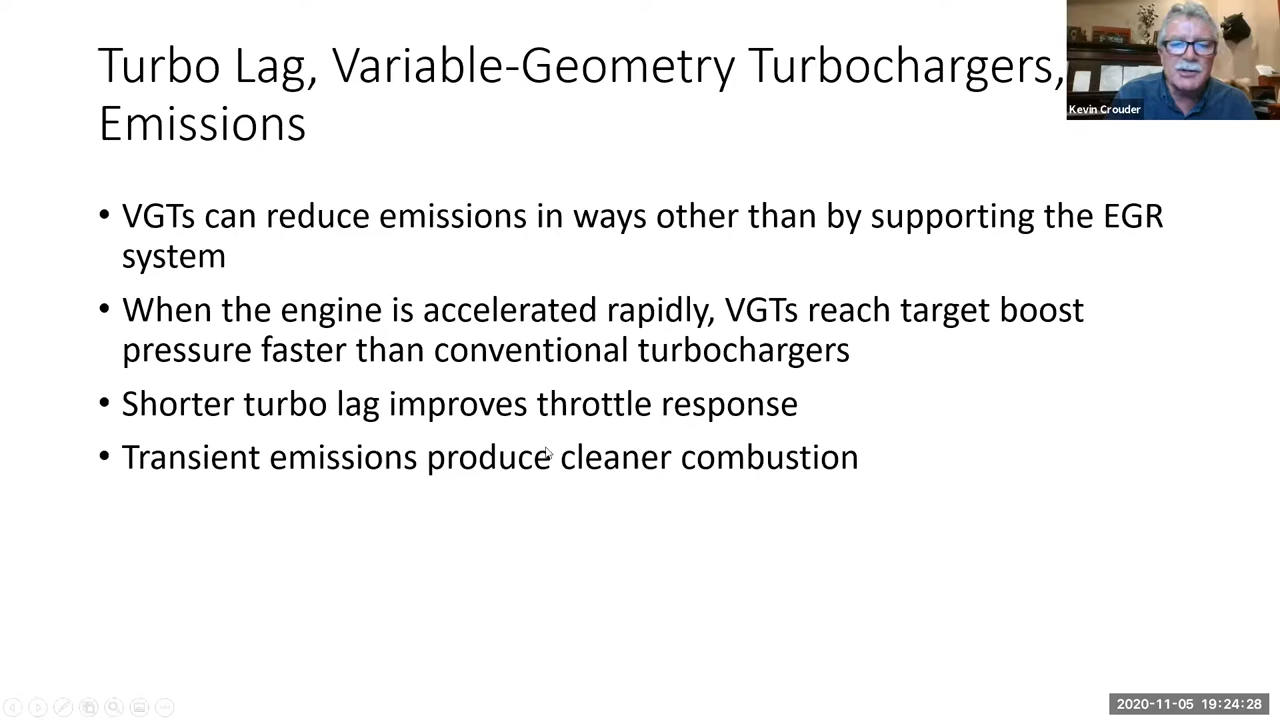 Turbo Lag, Variable-Geometry Turbochargers,
Emissions
Kevin Crouder
• VGTs can reduce emissions in ways other than by supporting the EGR
system
• When the engine is accelerated rapidly, VGTs reach target boost
pressure faster than conventional turbochargers
• Shorter turbo lag improves throttle response
• Transient emissions produce cleaner combustion
2020-11-05 19:24:28